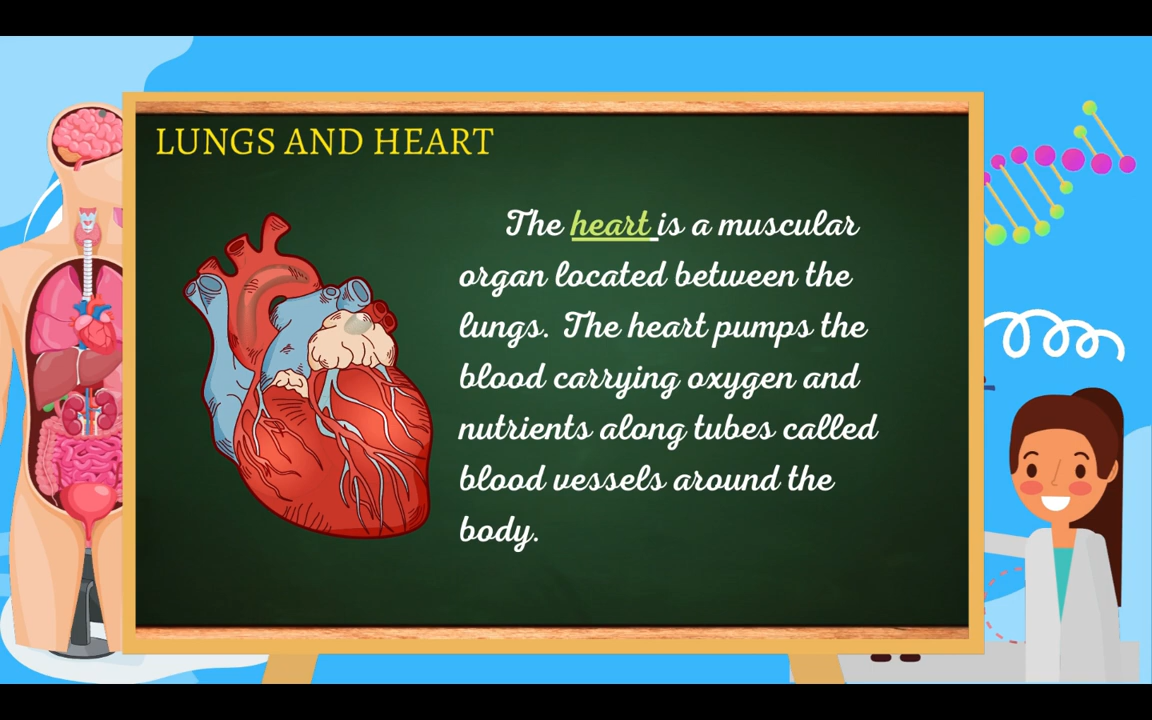 LUNGS AND HEART
The heart is a muscular
organ located between the
lungs. The heart pumps the
blood carrying oxygen and
nutrients along tubes called
blood vessels around the
body.